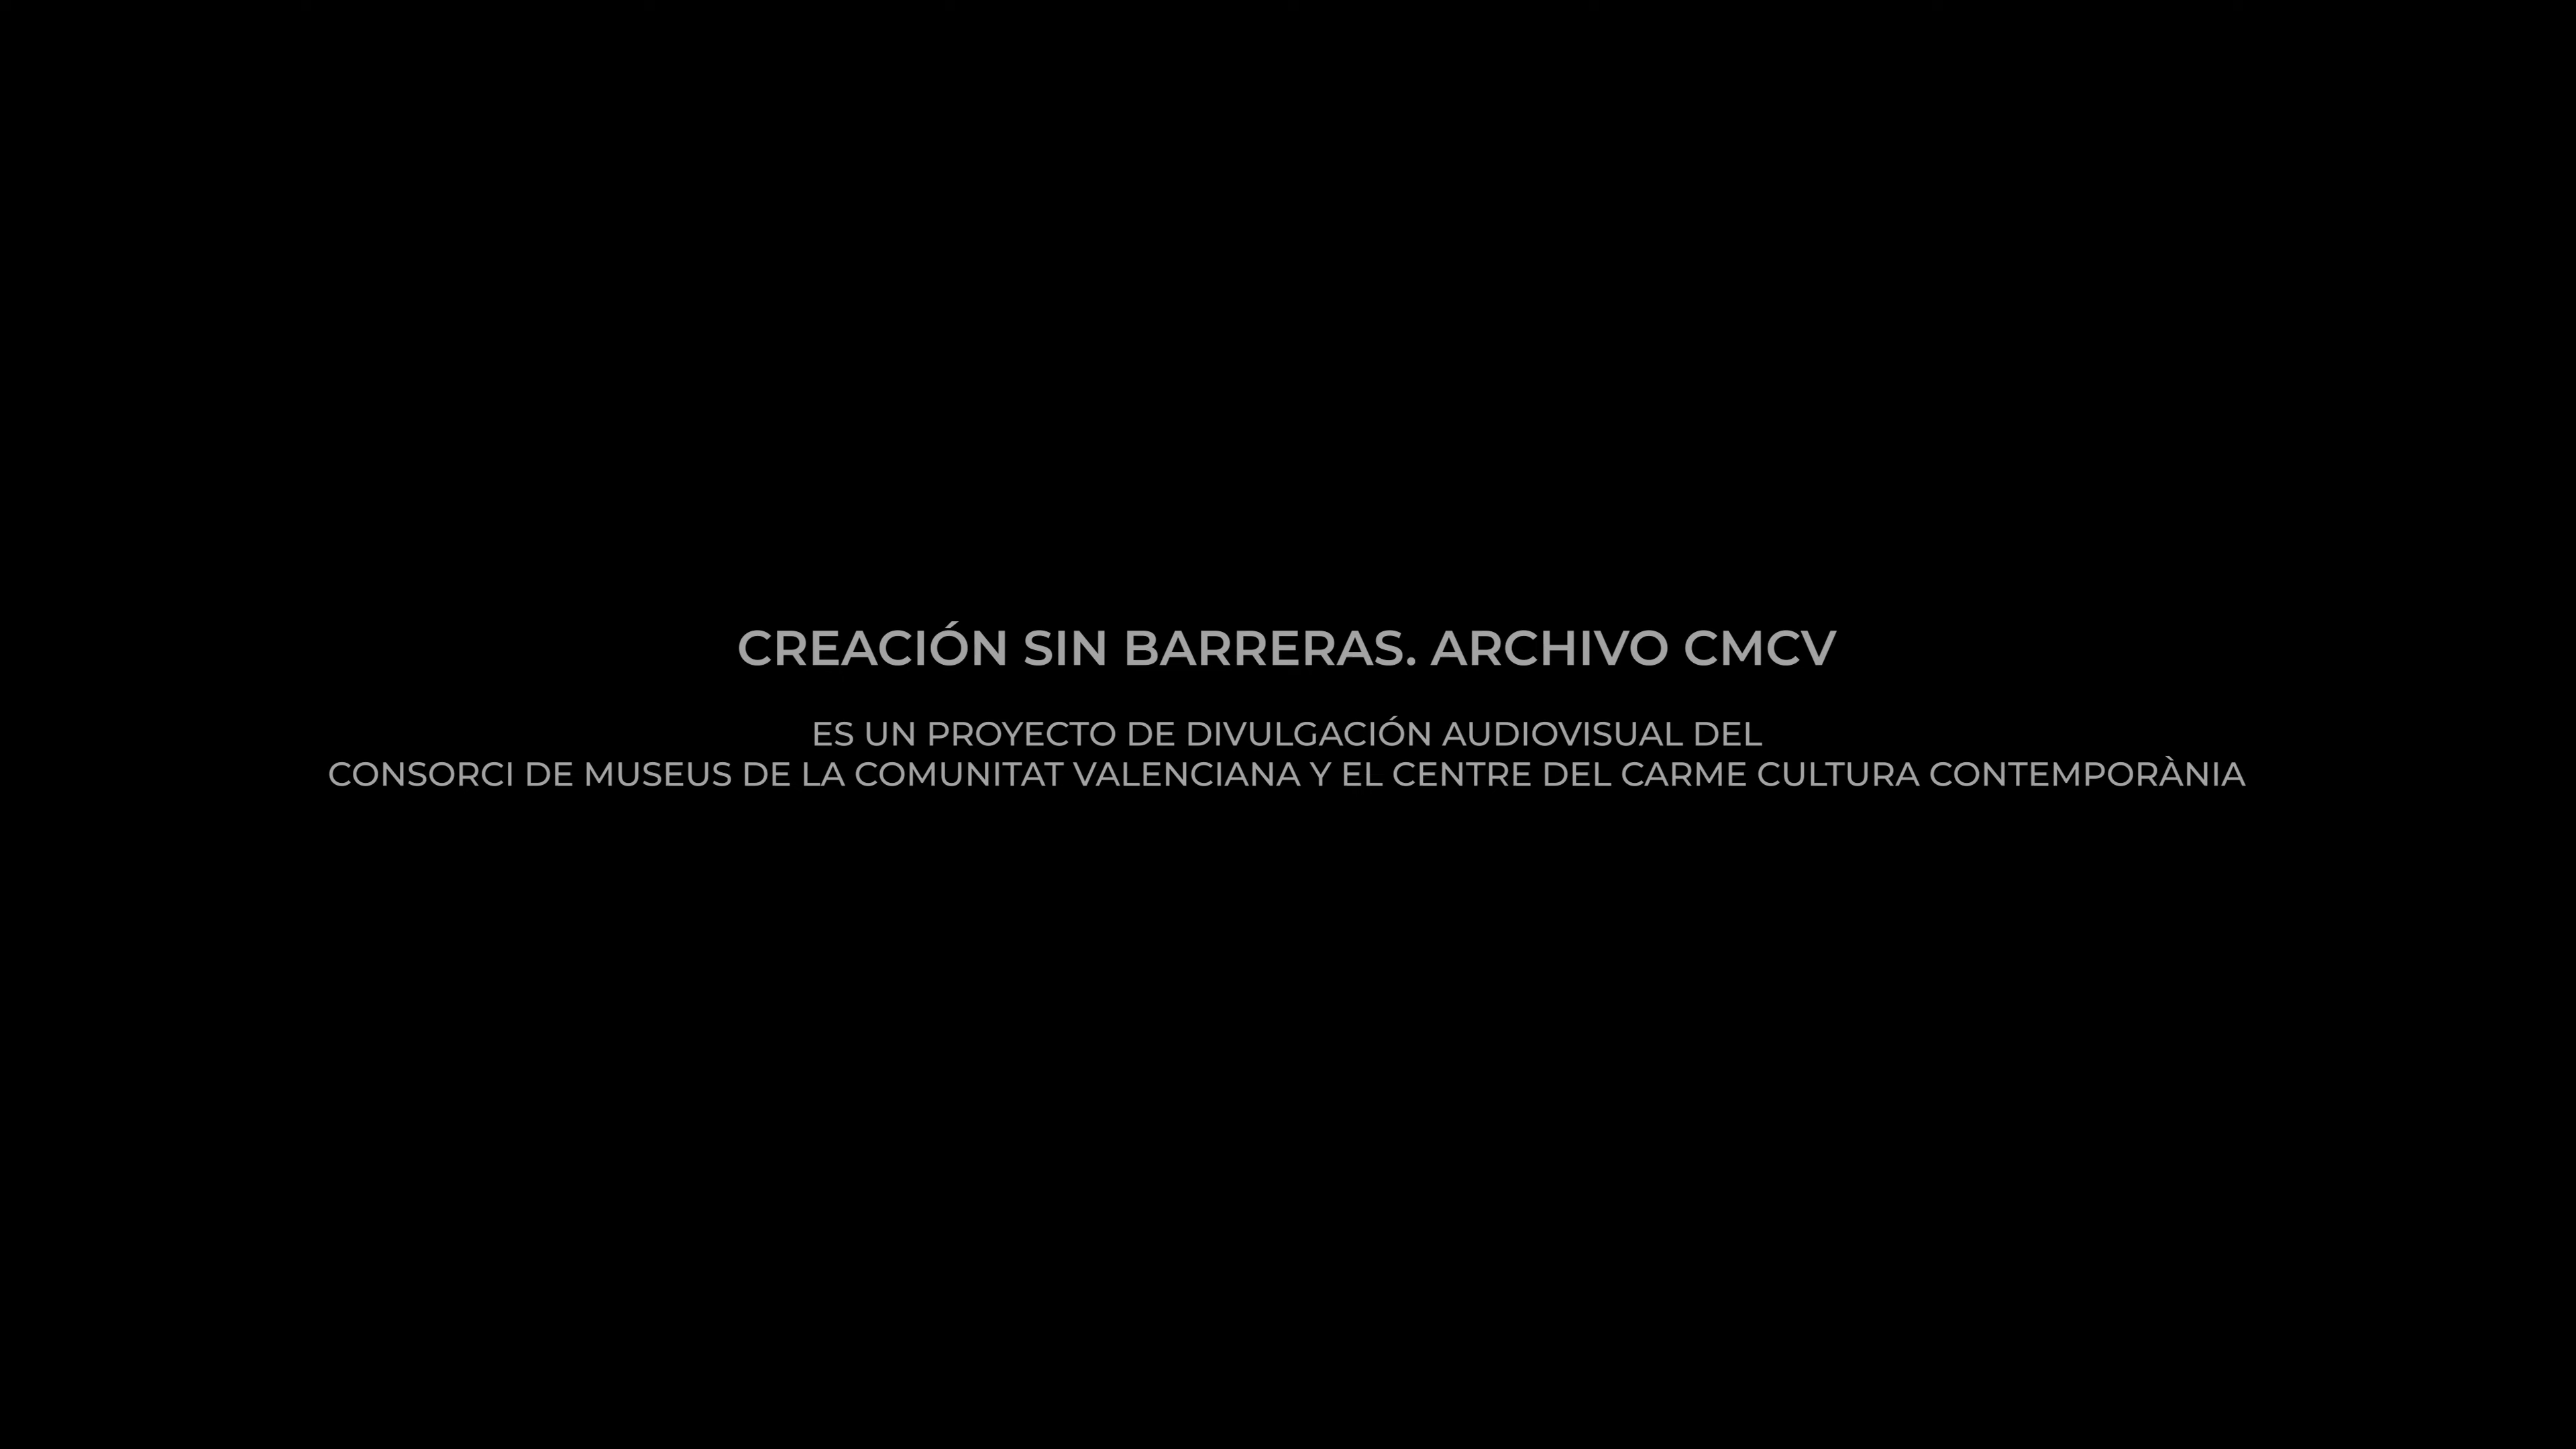 CREACIÓN SIN BARRERAS. ARCHIVO CMCV
ES UN PROYECTO DE DIVULGACIÓN AUDIOVISUAL DEL
CONSORCI DE MUSEUS DE LA COMUNITAT VALENCIANA Y EL CENTRE DEL CARME CULTURA CONTEMPORÀNIA